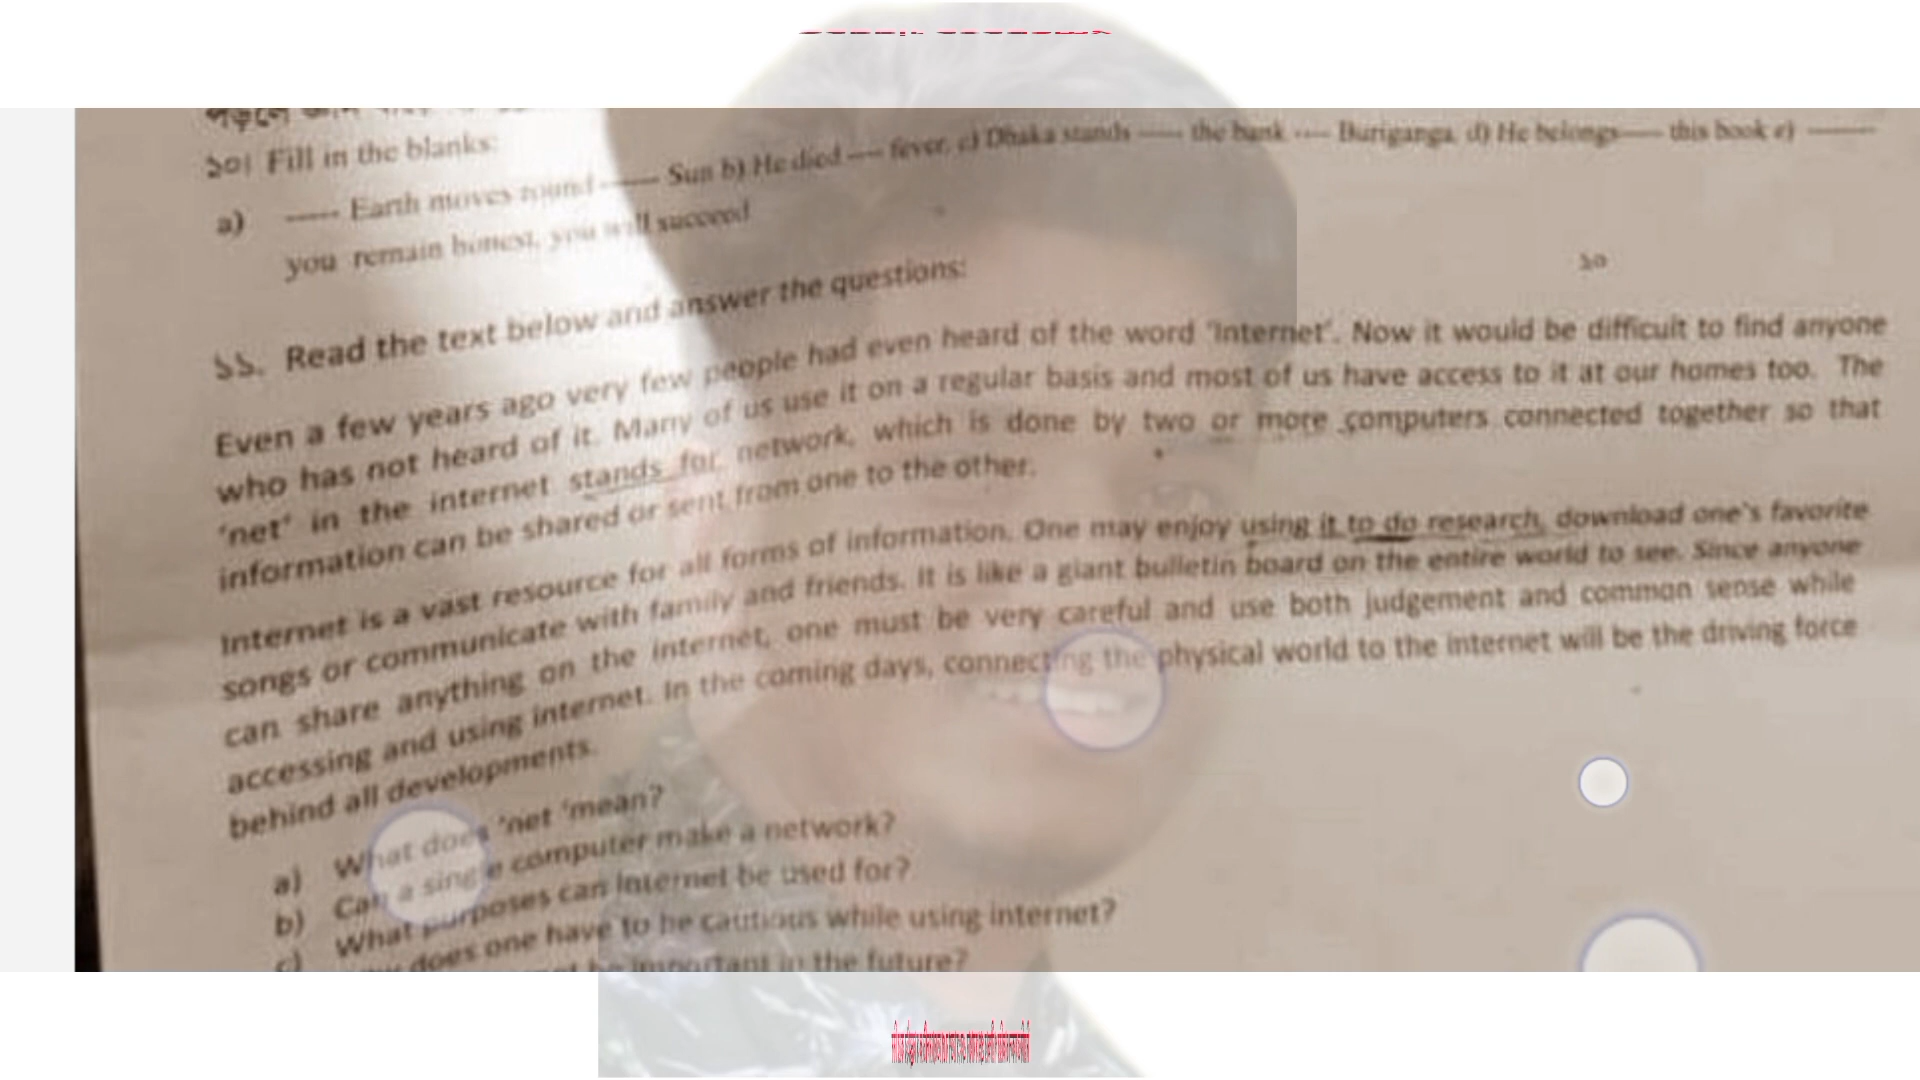 ১০। Fill in the blanks:
a) ----- Earth moves round ------ Sun b) He died ---- fever, c) Dhaka stands ----- the bank ---- Buriganga. d) He belongs----- this book e) -------
you remain honest, you will succeed
১০
১১. Read the text below and answer the questions:
Even a few years ago very few people had even heard of the word 'Internet'. Now it would be difficult to find anyone
who has not heard of it. Many of us use it on a regular basis and most of us have access to it at our homes too. The
'net' in the internet stands for network, which is done by two or more computers connected together so that
information can be shared or sent from one to the other.
Internet is a vast resource for all forms of information. One may enjoy using it to do research, download one's favorite
songs or communicate with family and friends. It is like a giant bulletin board on the entire world to see. Since anyone
can share anything on the internet, one must be very careful and use both judgement and common sense while
accessing and using internet. In the coming days, connecting the physical world to the internet will be the driving force
behind all developments.
a) What does 'net 'mean?
b) Can a single computer make a network?
c) What purposes can internet be used for?
does one have to be cautious while using internet?
be important in the future?